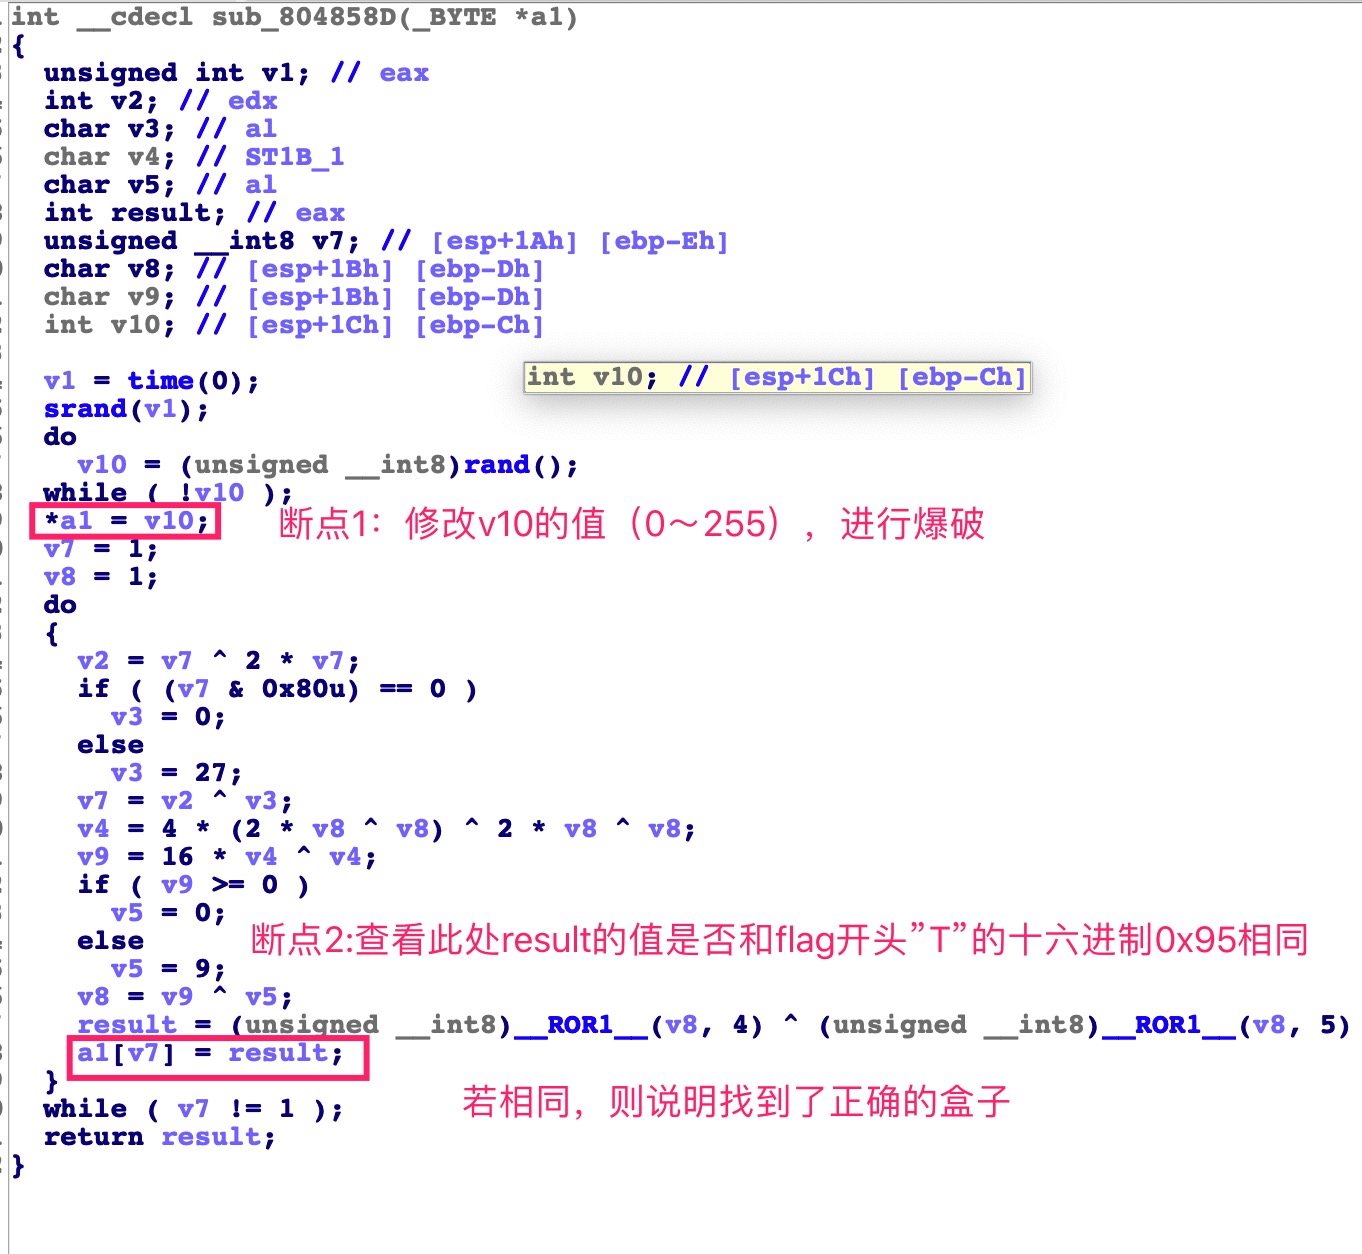 int __cdecl sub_804858D(_BYTE *a1)
{
unsigned int v1; // eax
int v2; // edx
char v3; // al
char v4; // ST1B_1
char v5; // al
int result; // eax
unsigned __int8 v7; // [esp+1Ah] [ebp-Eh]
char v8; // [esp+1Bh] [ebp-Dh]
char v9; // [esp+1Bh] [ebp-Dh]
int v10; // [esp+1Ch] [ebp-Ch]
int v10; // [esp+1Ch] [ebp-Ch]
v1 = time(0);
srand(v1);
do
v10 = (unsigned __int8)rand();
while ( !v10 );
*a1 = v10; 断点1：修改v10的值（0～255），进行爆破
v7 = 1;
v8 = 1;
do
{
v2 = v7 ^ 2 * v7;
if ( (v7 & 0x80u) == 0 )
v3 = 0;
else
v3 = 27;
v7 = v2 ^ v3;
v4 = 4 * (2 * v8 ^ v8) ^ 2 * v8 ^ v8;
v9 = 16 * v4 ^ v4;
if ( v9 >= 0 )
v5 = 0;
else 断点2:查看此处result的值是否和flag开头”T”的十六进制0x95相同
v5 = 9;
v8 = v9 ^ v5;
result = (unsigned __int8)__ROR1__(v8, 4) ^ (unsigned __int8)__ROR1__(v8, 5)
a1[v7] = result;
} 若相同，则说明找到了正确的盒子
while ( v7 != 1 );
return result;
}